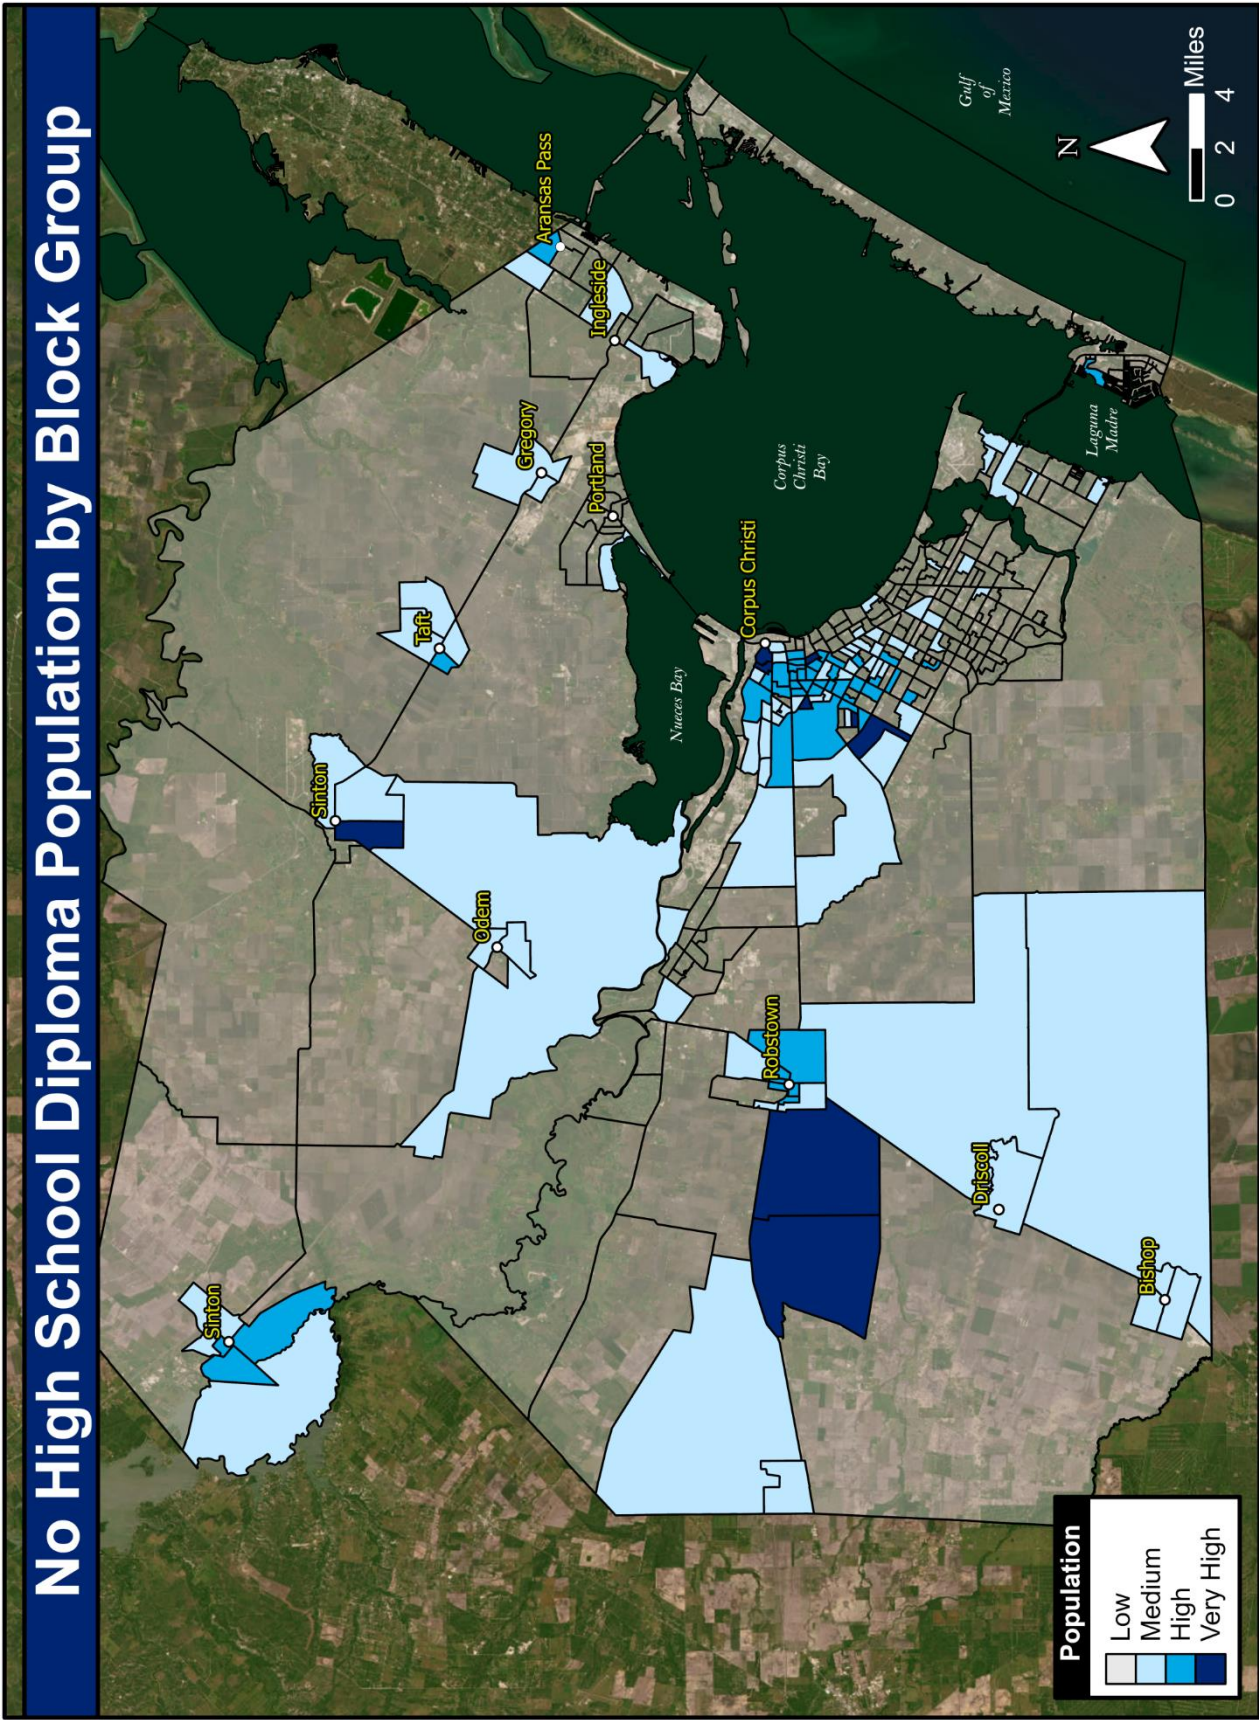 No High School Diploma Population by Block Group
Sinton
Sinton
Taft
Odem
Gregory
Aransas Pass
Ingleside
Portland
Nueces Bay
Corpus Christi
Corpus
Christi
Bay
Gulf
of
Mexico
Robstown
Driscoll
Bishop
Laguna
Madre
N
0 2 4 Miles
Population
Low
Medium
High
Very High